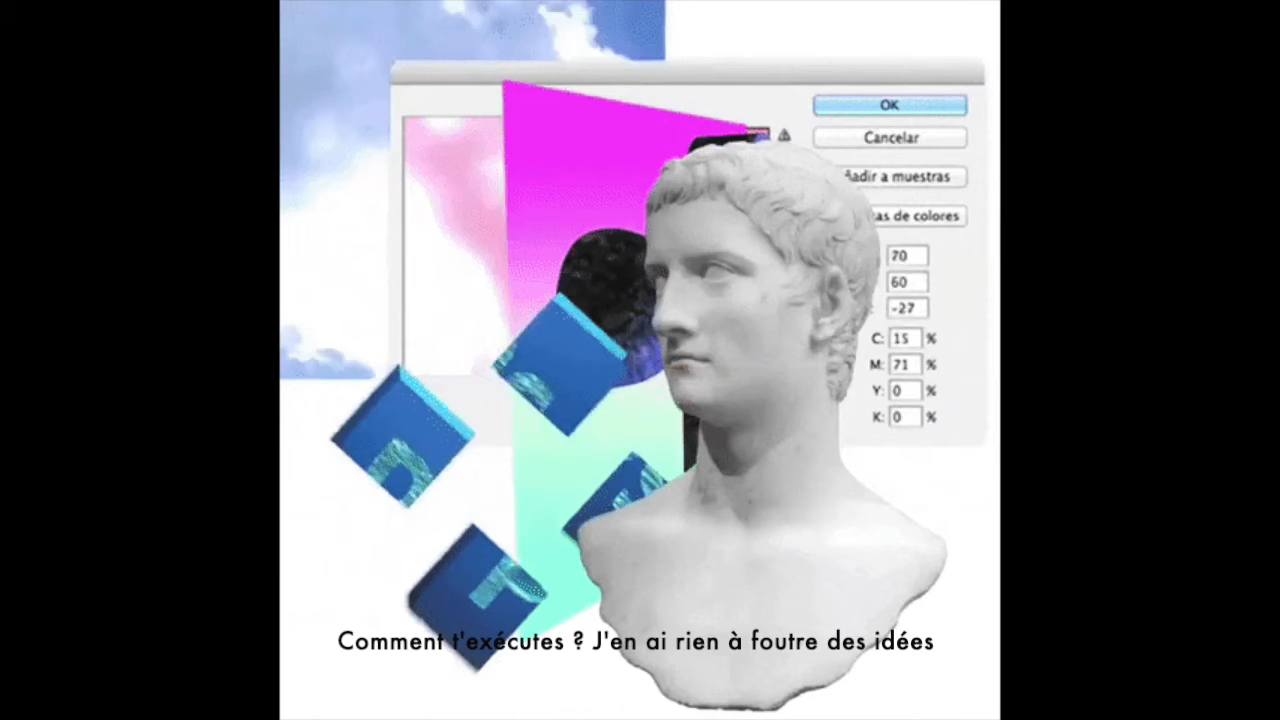 OK
Cancelar
ñadir a muestras
as de colores
70
60
-27
C: 15 %
M: 71 %
Y: 0 %
K: 0 %
Comment t'exécutes ? J'en ai rien à foutre des idées